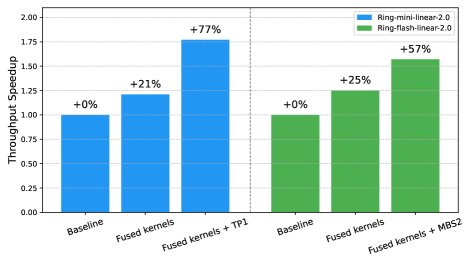 Throughput Speedup
2.00
1.75
1.50
1.25
1.00
0.75
0.50
0.25
0.00
+0%
+21%
+77%
+0%
+25%
+57%
Ring-mini-linear-2.0
Ring-flash-linear-2.0
Baseline
Fused kernels
Fused kernels + TP1
Baseline
Fused kernels
Fused kernels + MBS2